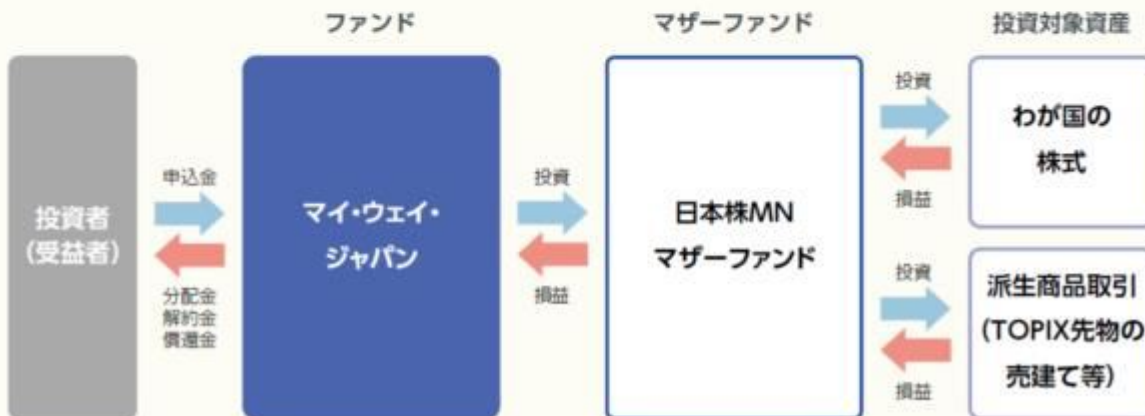 ファンド
マザーファンド
投資対象資産
投資者
(受益者)
申込金
分配金
解約金
償還金
マイ・ウェイ・
ジャパン
投資
損益
日本株MN
マザーファンド
投資
損益
わが国の
株式
投資
損益
派生商品取引
(TOPIX先物の
売建て等)